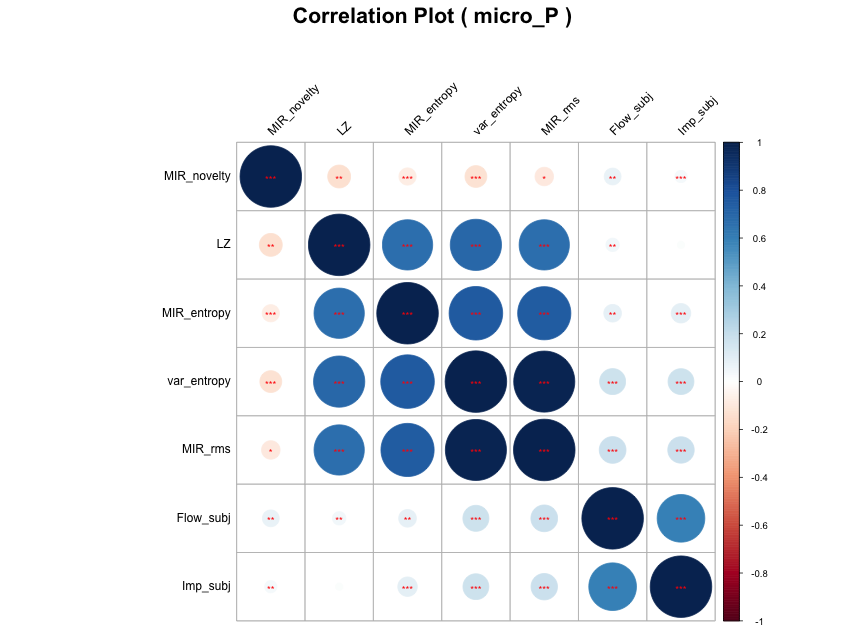 Correlation Plot ( micro_P )
MIR_novelty LZ MIR_entropy var_entropy MIR_rms Flow_subj Imp_subj
MIR_novelty *** ** *** *** * ** ***
LZ ** *** *** *** *** **
MIR_entropy *** *** *** *** *** ** ***
var_entropy *** *** *** *** *** *** ***
MIR_rms * *** *** *** *** *** ***
Flow_subj ** ** ** *** *** *** ***
Imp_subj ** *** *** *** *** ***
1
0.8
0.6
0.4
0.2
0
-0.2
-0.4
-0.6
-0.8
-1